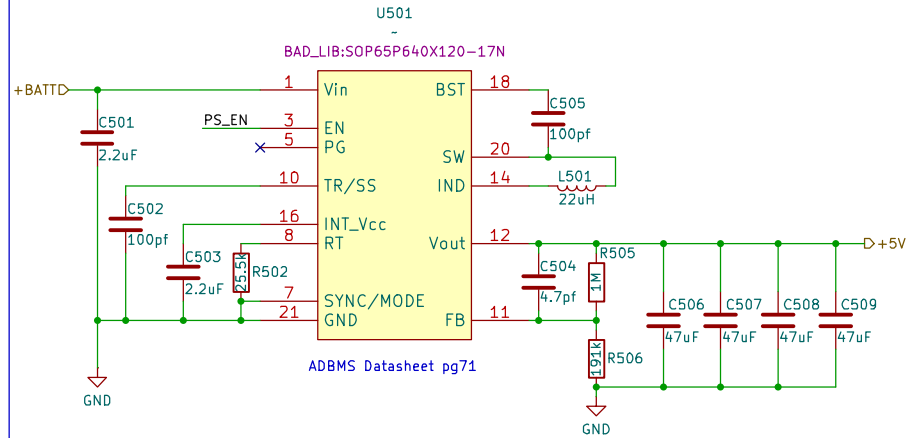 U501
~
BAD_LIB:SOP65P640X120-17N
+BATT
1 Vin
BST 18
C505
100pf
PS_EN
3 EN
5 PG
C501
2.2uF
SW 20
L501
22uH
10 TR/SS
IND 14
C502
100pf
16 INT_Vcc
8 RT
Vout 12
+5V
C503
2.2uF
25.5k
R502
C504
4.7pf
R505
1M
7 SYNC/MODE
21 GND
FB 11
C506
47uF
C507
47uF
C508
47uF
C509
47uF
191k
R506
ADBMS Datasheet pg71
GND
GND